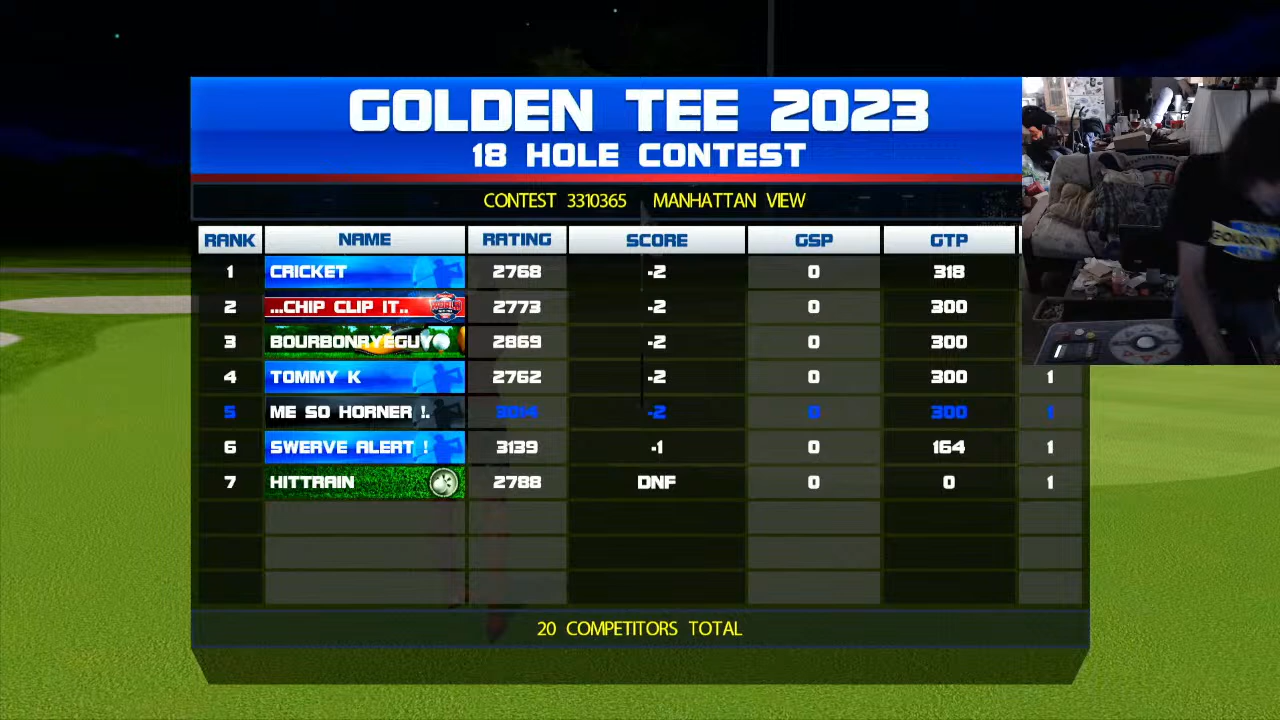 GOLDEN TEE 2023
18 HOLE CONTEST
CONTEST 3310365 MANHATTAN VIEW
RANK NAME RATING SCORE GSP GTP
1 CRICKET 2768 -2 0 318
2 ...CHIP CLIP IT.. 2773 -2 0 300
3 BOURBONRYEGUY 2869 -2 0 300
4 TOMMY K 2762 -2 0 300 1
5 ME SO HORNER !. 3014 -2 0 300 1
6 SWERVE ALERT ! 3139 -1 0 164 1
7 HITTRAIN 2788 DNF 0 0 1
20 COMPETITORS TOTAL